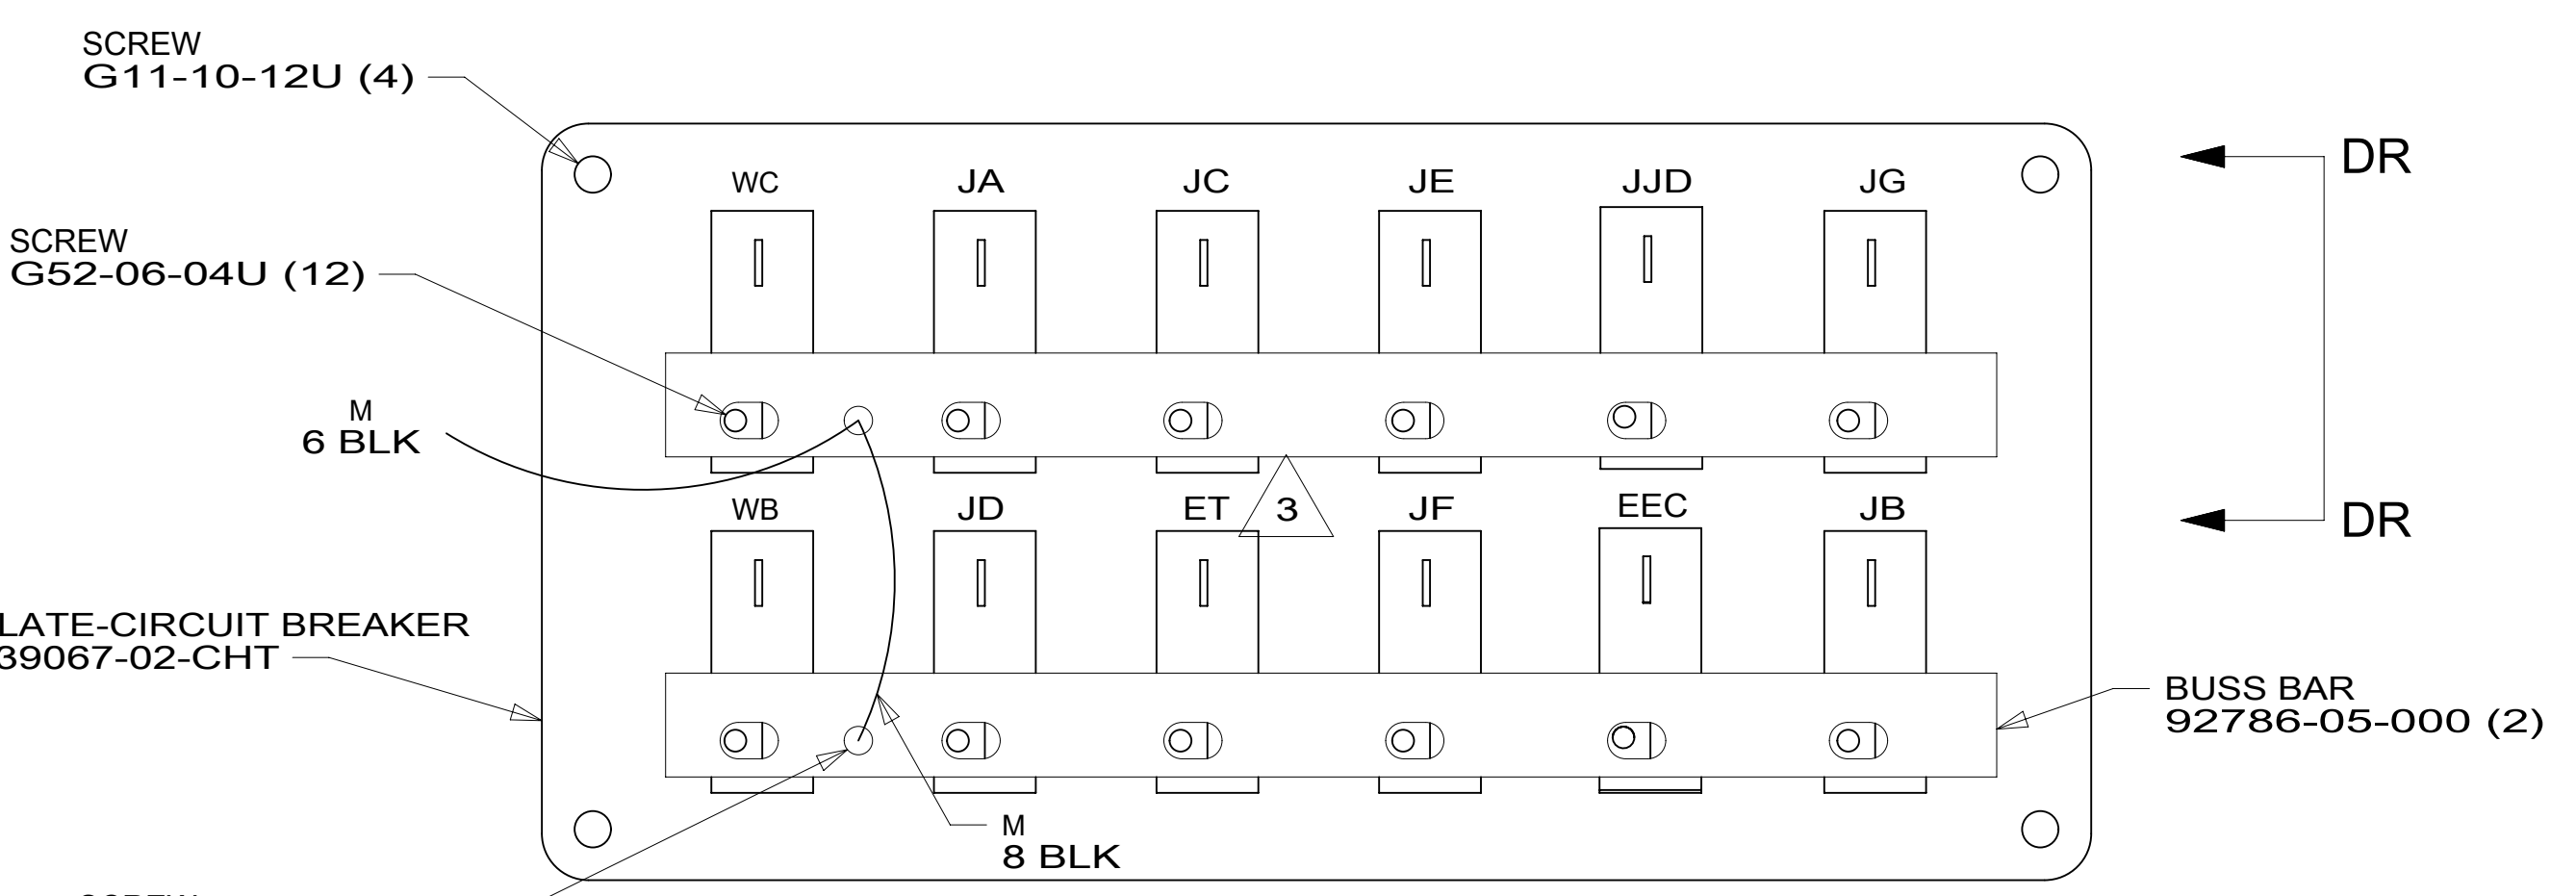 SCREW
G11-10-12U (4)
DR
WC JA JC JE JJD JG
SCREW
G52-06-04U (12)
M
6 BLK
WB JD ET 3 JF EEC JB
DR
LATE-CIRCUIT BREAKER
39067-02-CHT
BUSS BAR
92786-05-000 (2)
M
8 BLK